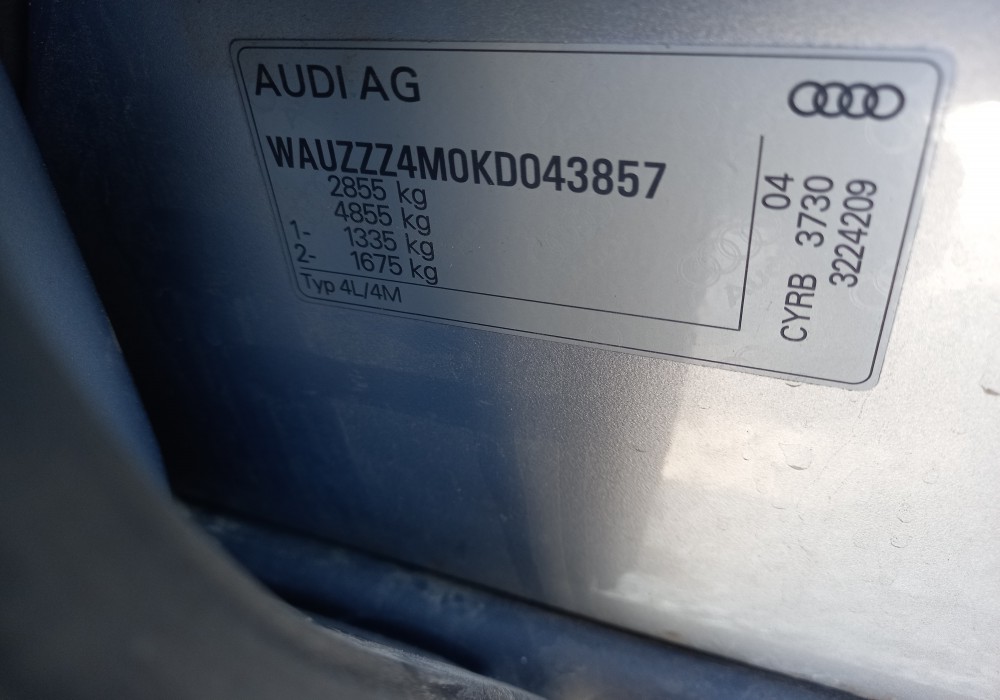 AUDI AG
WAUZZZ4M0KD043857
2855 kg
4855 kg
1- 1335 kg
2- 1675 kg
Typ 4L/4M
04
CYRB 3730
3224209